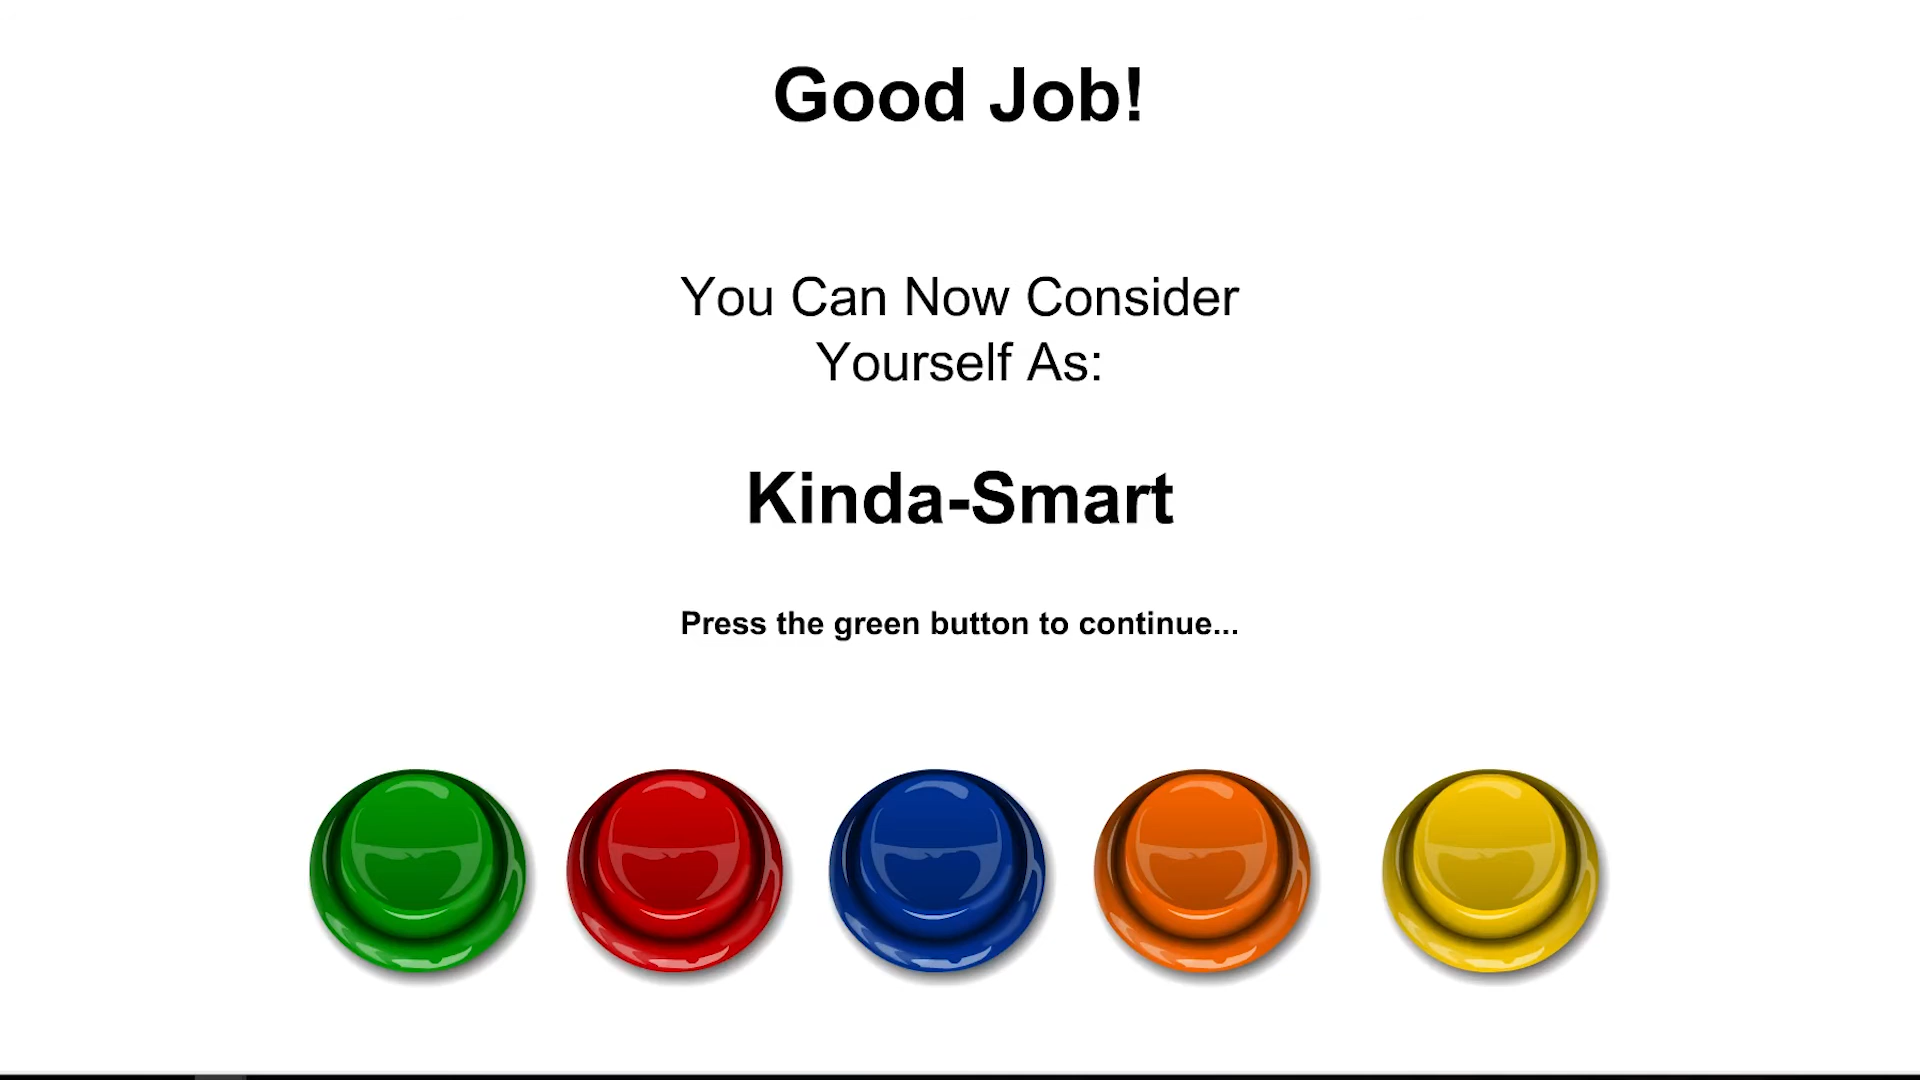 Good Job!
You Can Now Consider
Yourself As:
Kinda-Smart
Press the green button to continue...